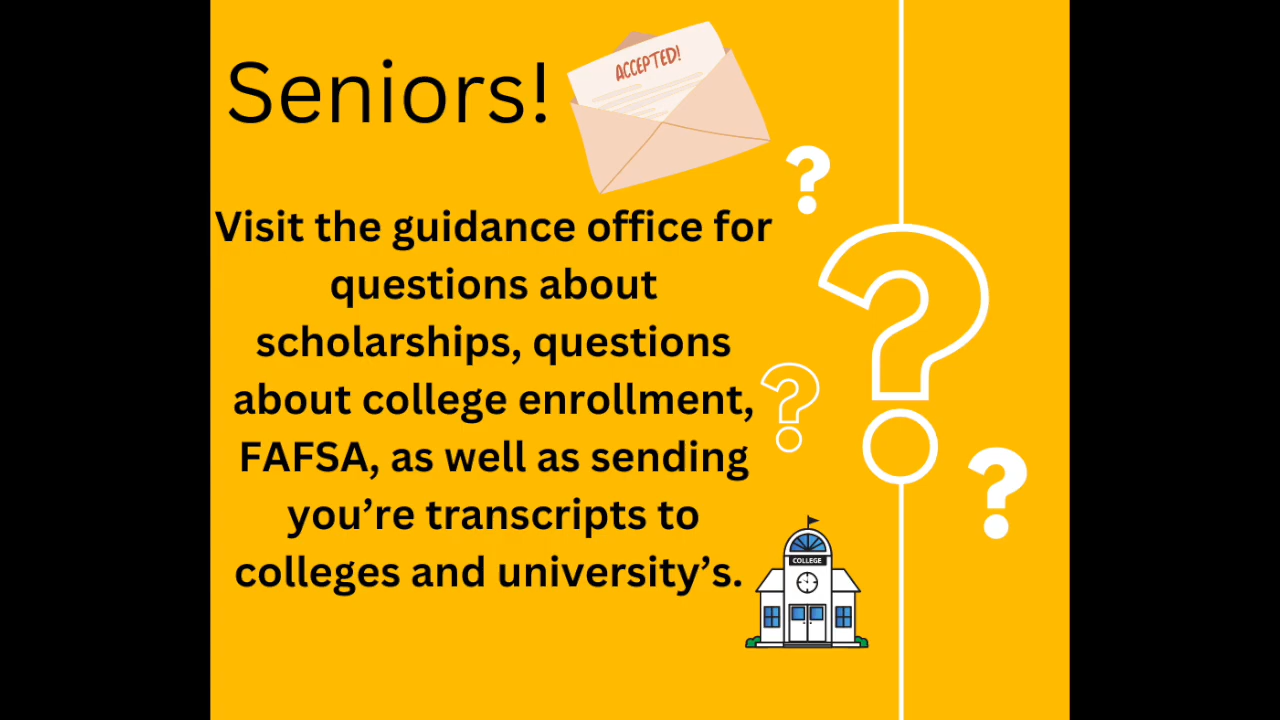 Seniors!
ACCEPTED!
Visit the guidance office for
questions about
scholarships, questions
about college enrollment,
FAFSA, as well as sending
you're transcripts to
colleges and university's.
COLLEGE
?
?
?
?